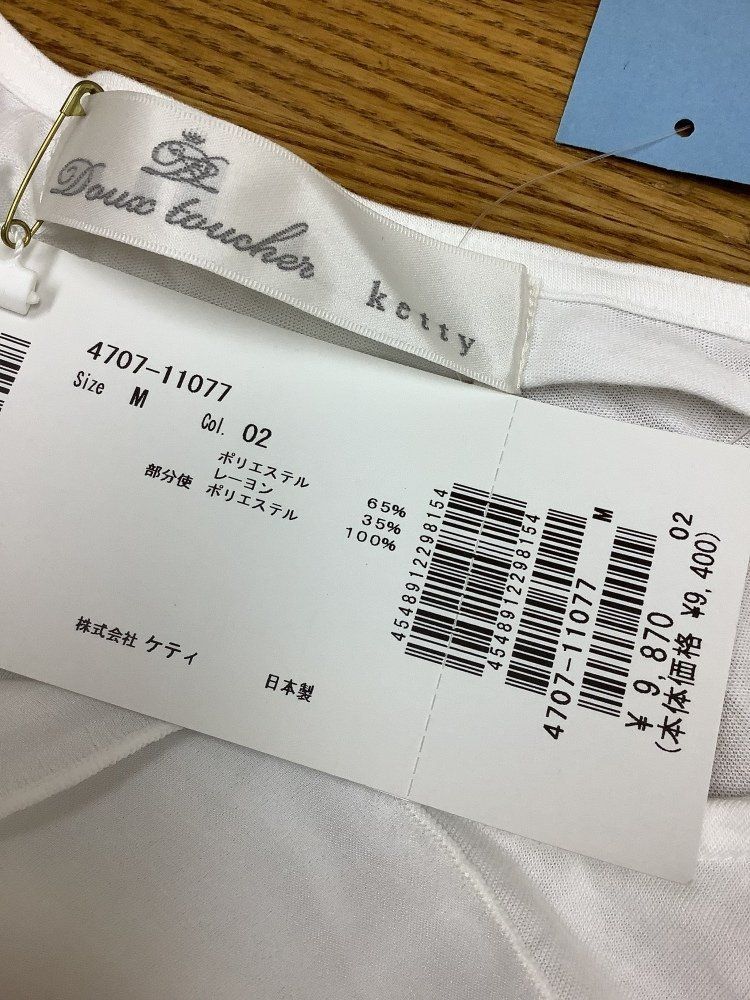 Doux toucher
ketty
4707-11077
Size M Col. 02
ポリエステル 65%
レーヨン 35%
部分使 ポリエステル 100%
株式会社 ケティ
日本製
4548912298154
4548912298154
4707-11077
M
02
¥ 9,870
(本体価格 ¥9,400)